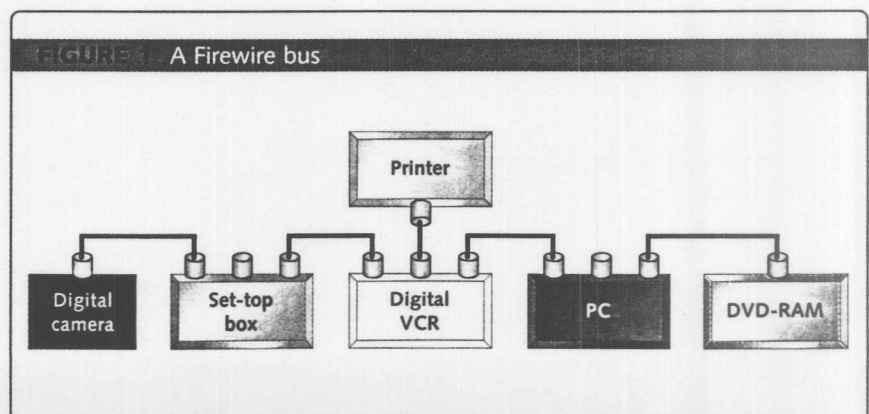 FIGURE 1. A Firewire bus
Printer
Digital
camera
Set-top
box
Digital
VCR
PC
DVD-RAM